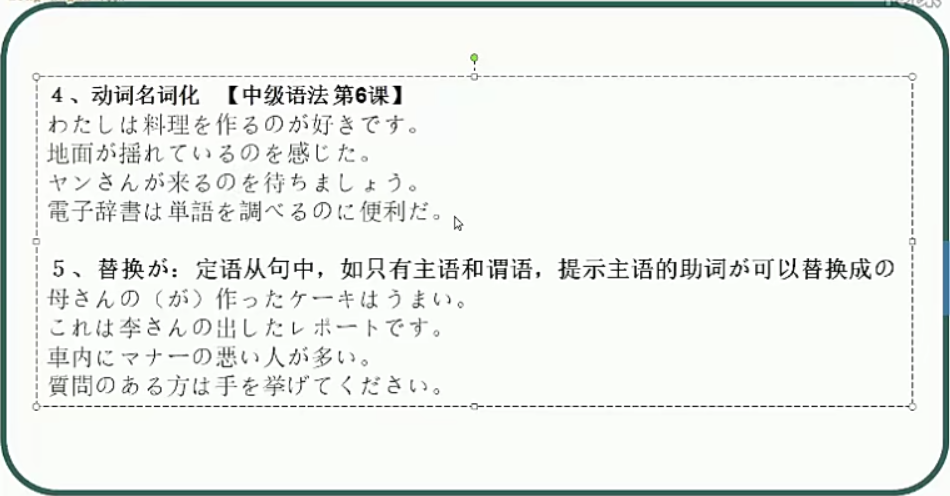 4、动词名词化 【中级语法 第6课】
わたしは料理を作るのが好きです。
地面が揺れているのを感じた。
ヤンさんが来るのを待ちましょう。
電子辞書は単語を調べるのに便利だ。
5、替换が：定语从句中，如只有主语和谓语，提示主语的助词が可以替换成の
母さんの（が）作ったケーキはうまい。
これは李さんの出したレポートです。
車内にマナーの悪い人が多い。
質問のある方は手を挙げてください。